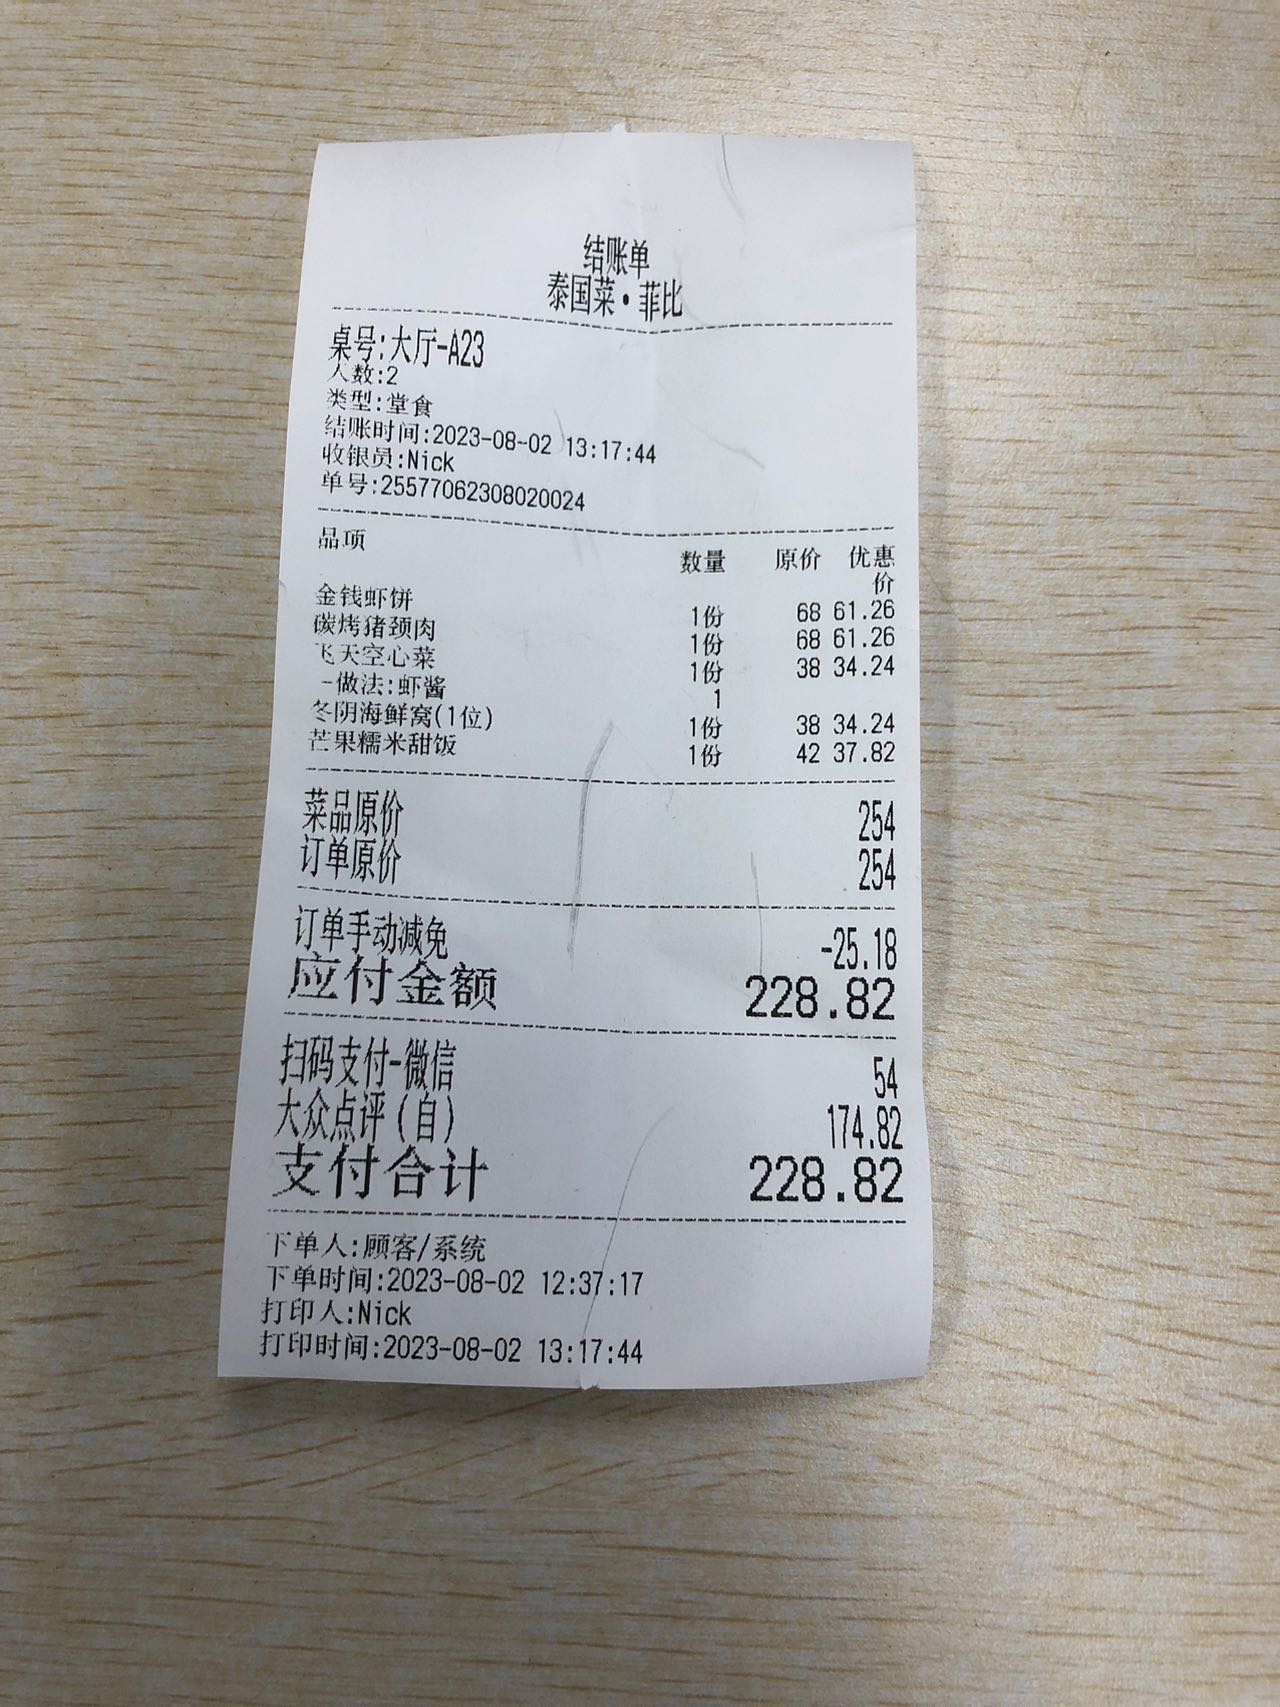 结账单
泰国菜·菲比
桌号:大厅-A23
人数:2
类型:堂食
结账时间:2023-08-02 13:17:44
收银员:Nick
单号:25577062308020024
品项 数量 原价 优惠价
金钱虾饼 1份 68 61.26
碳烤猪颈肉 1份 68 61.26
飞天空心菜 1份 38 34.24
-做法:虾酱 1
冬阴海鲜窝(1位) 1份 38 34.24
芒果糯米甜饭 1份 42 37.82
菜品原价 254
订单原价 254
订单手动减免 -25.18
应付金额 228.82
扫码支付-微信 54
大众点评(自) 174.82
支付合计 228.82
下单人:顾客/系统
下单时间:2023-08-02 12:37:17
打印人:Nick
打印时间:2023-08-02 13:17:44